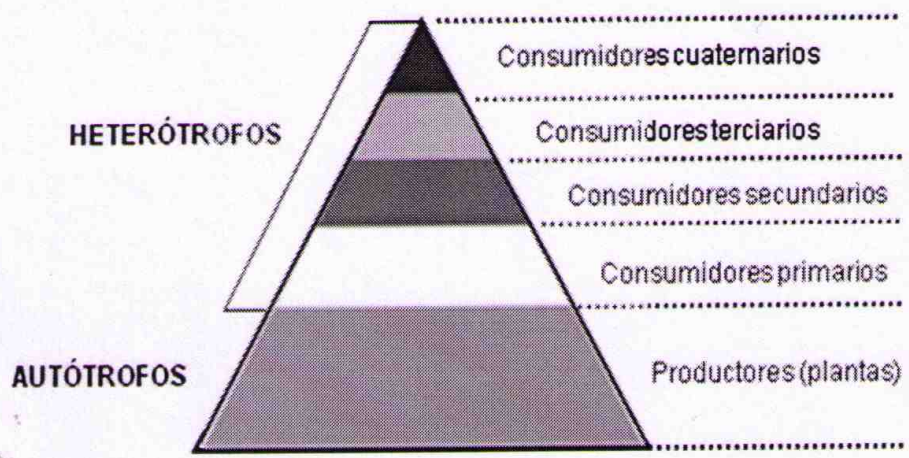 Consumidores cuaternarios
HETERÓTROFOS
Consumidores terciarios
Consumidores secundarios
Consumidores primarios
AUTÓTROFOS
Productores (plantas)